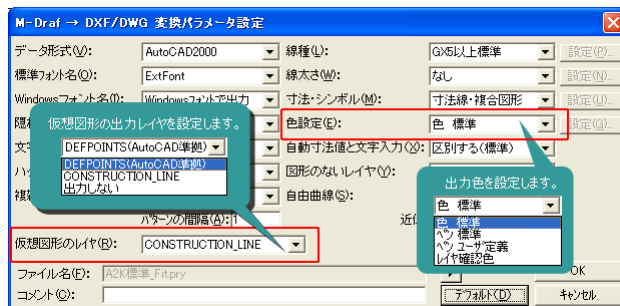 M-Draf → DXF/DWG 変換パラメータ設定
データ形式(V): AutoCAD2000 線種(L): GX5以上標準 設定(P)...
標準フォント名(O): ExtFont 線太さ(W): なし 設定(N)...
Windowsフォント名(I): Windowsフォントで出力 寸法・シンボル(M): 寸法線・複合図形 設定(G)...
仮想図形の出力レイヤを設定します。
色設定(E): 色 標準 設定(Q)...
DEFPOINTS(AutoCAD準拠)
DEFPOINTS(AutoCAD準拠)
CONSTRUCTION_LINE
出力しない
自動寸法値と文字入力(X): 区別する(標準)
図形のないレイヤ(Y):
自由曲線(S):
出力色を設定します。
色 標準
色 標準
ペン 標準
ペン ユーザ定義
レイヤ確認色
パターンの間隔(A): 1
仮想図形のレイヤ(R): CONSTRUCTION_LINE
ファイル名(F): A2K標準_Fit.pry OK
コメント(C): デフォルト(D) キャンセル